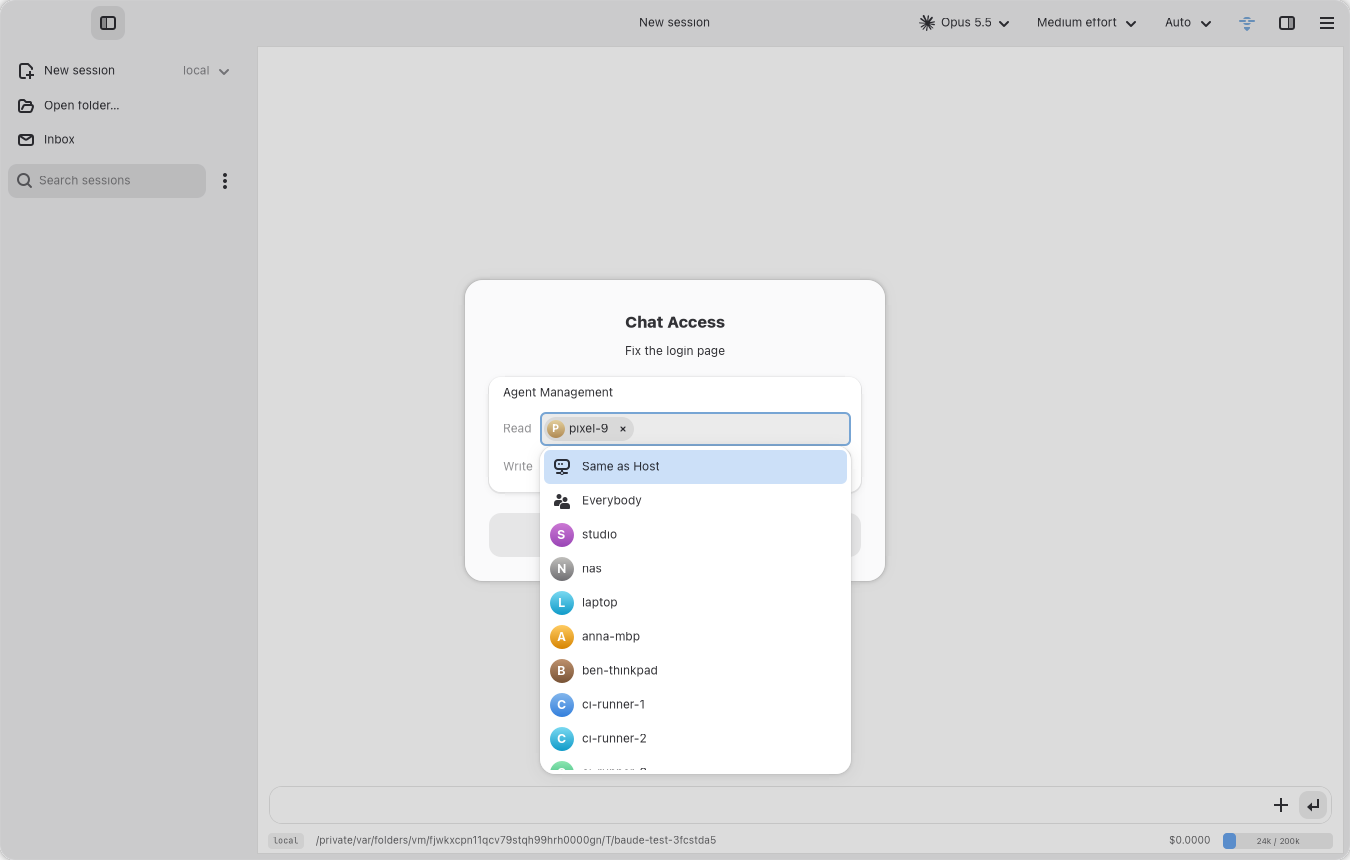 New session
Opus 5.5
Medium effort
Auto
New session
local
Open folder...
Inbox
Search sessions
Chat Access
Fix the login page
Agent Management
Read
P
pixel-9
×
Write
Same as Host
Everybody
S
studio
N
nas
L
laptop
A
anna-mbp
B
ben-thinkpad
C
ci-runner-1
C
ci-runner-2
local
/private/var/folders/vm/fjwkxcpn11qcv79stqh99hrh0000gn/T/baude-test-3fcstda5
$0.0000
24k / 200k